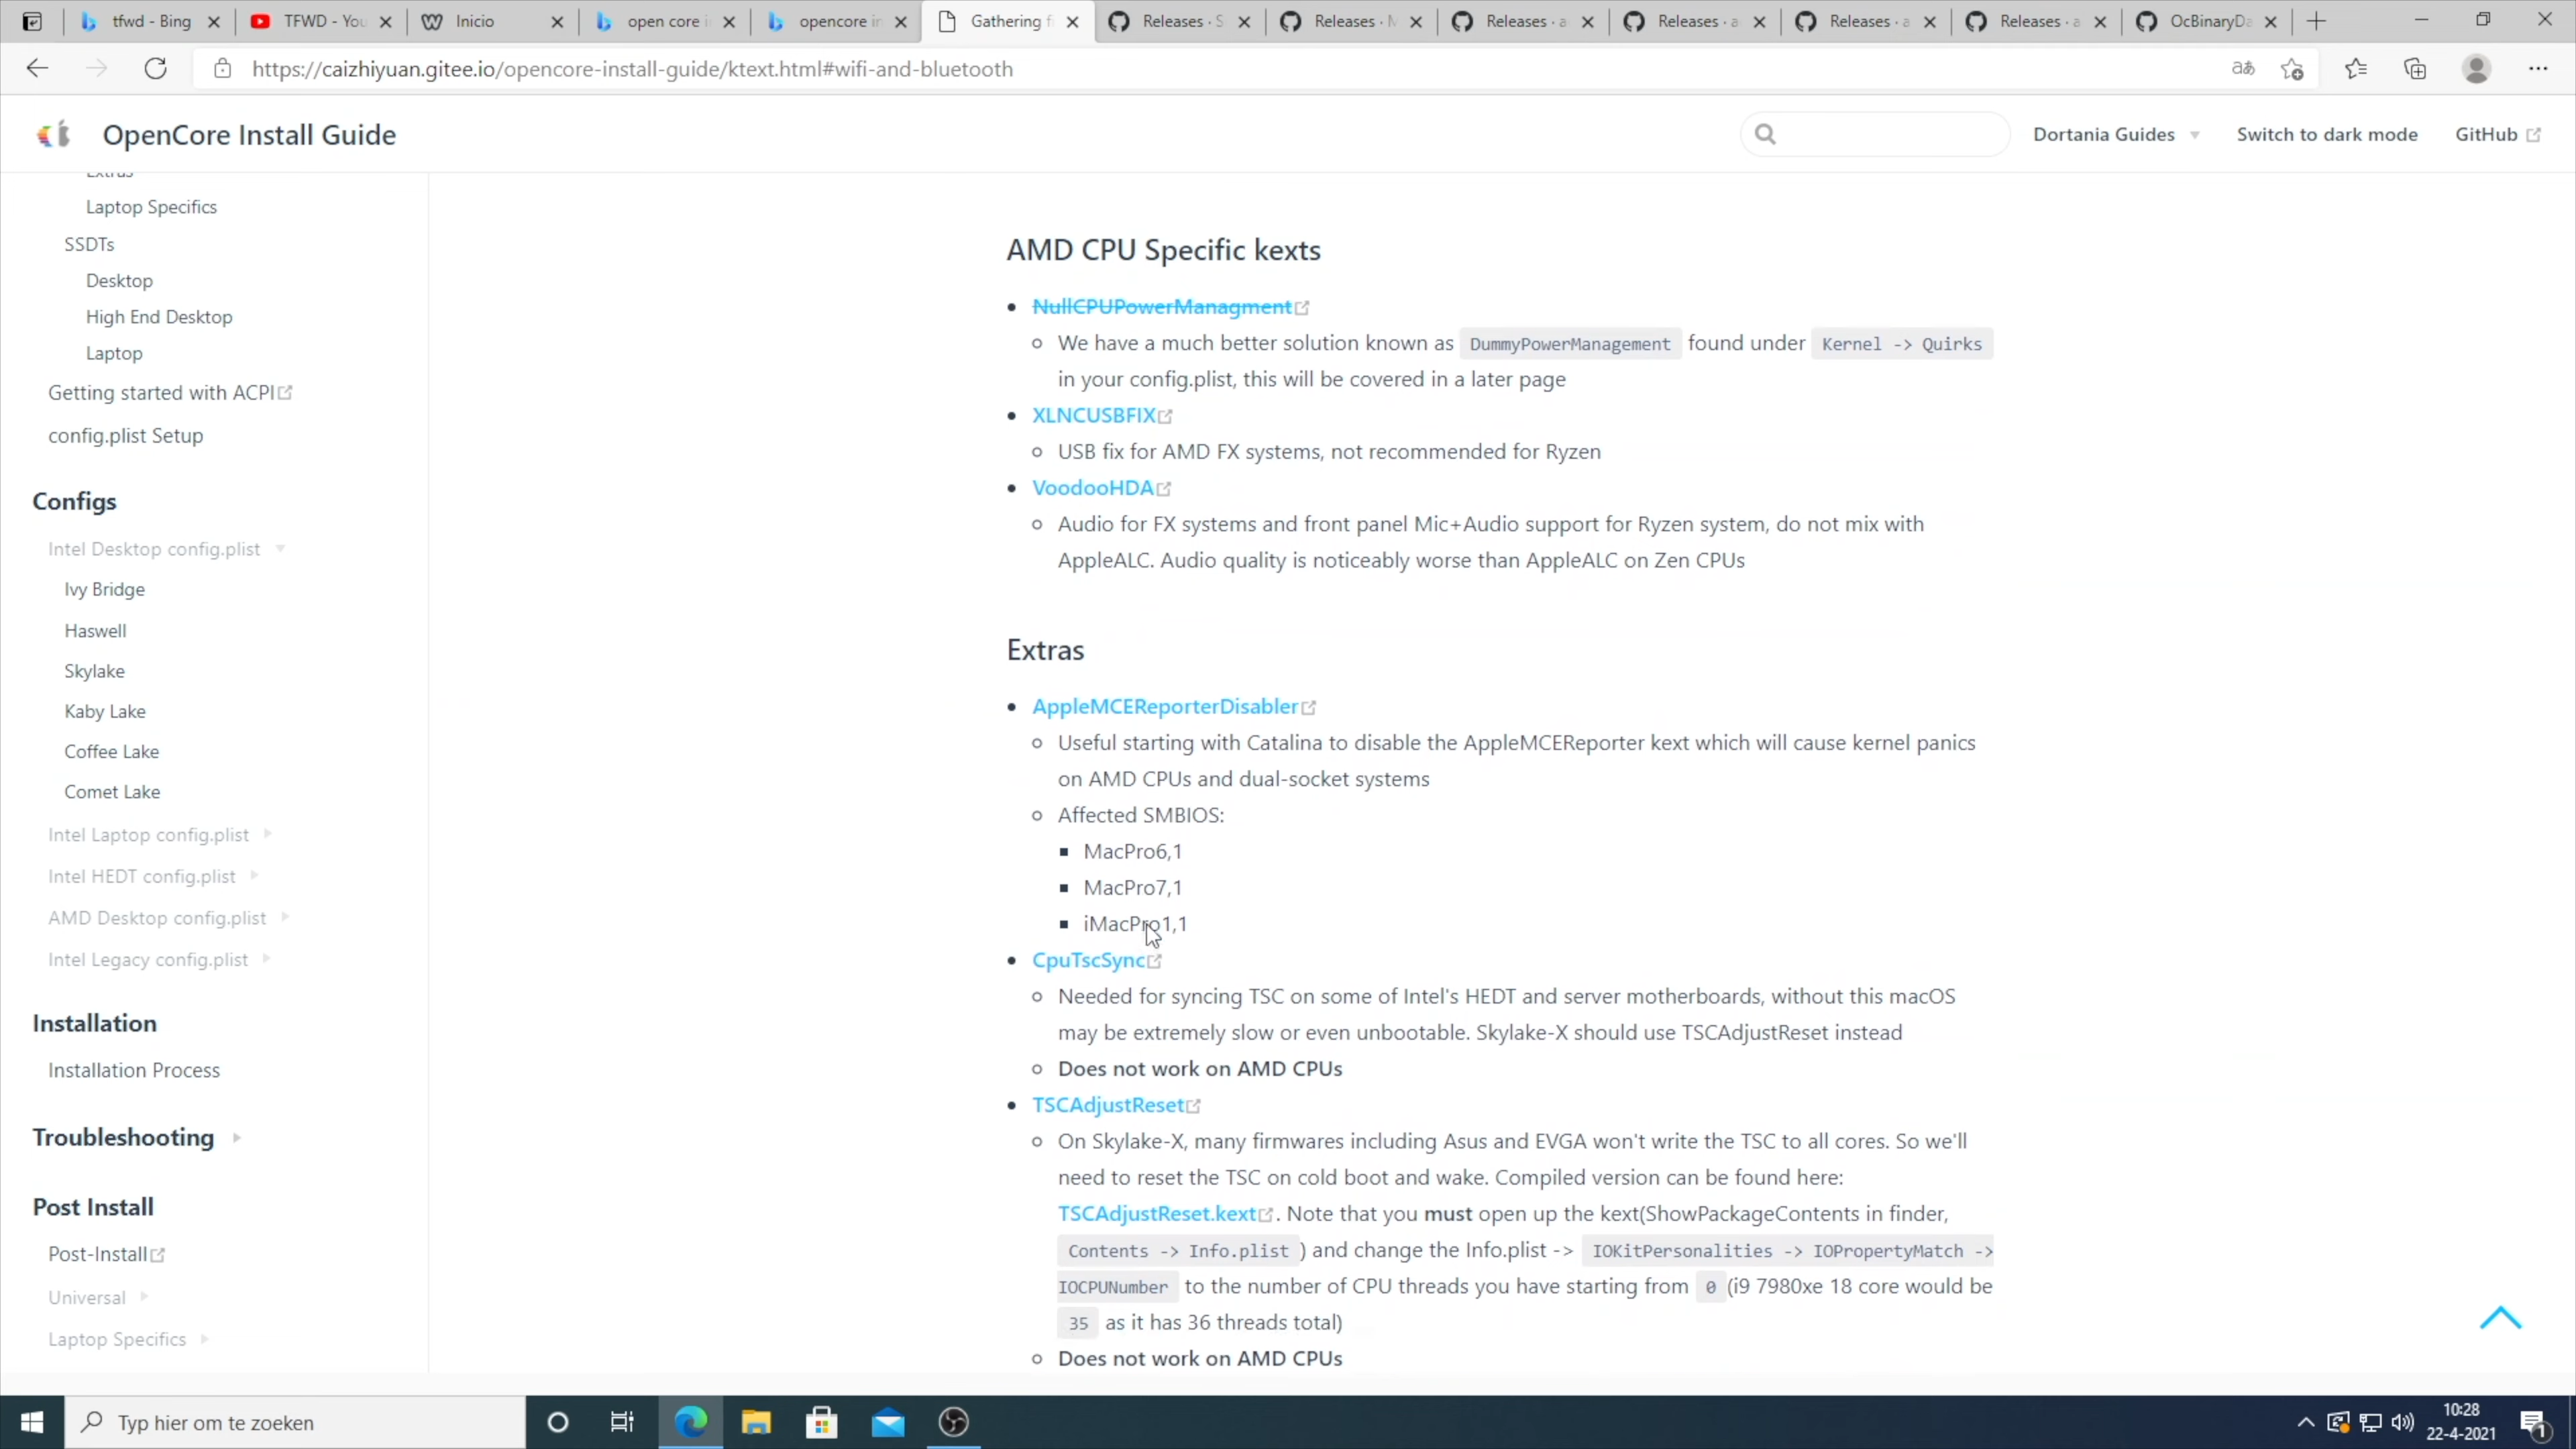 tfwd - Bing
TFWD - You
Inicio
open core i
opencore in
Gathering f
Releases · S
Releases · M
Releases · a
Releases · a
Releases · a
Releases · a
OcBinaryDa
https://caizhiyuan.gitee.io/opencore-install-guide/ktext.html#wifi-and-bluetooth
aあ
OpenCore Install Guide
Dortania Guides
Switch to dark mode
GitHub
Extras
Laptop Specifics
SSDTs
Desktop
High End Desktop
Laptop
Getting started with ACPI
config.plist Setup
Configs
Intel Desktop config.plist
Ivy Bridge
Haswell
Skylake
Kaby Lake
Coffee Lake
Comet Lake
Intel Laptop config.plist
Intel HEDT config.plist
AMD Desktop config.plist
Intel Legacy config.plist
Installation
Installation Process
Troubleshooting
Post Install
Post-Install
Universal
Laptop Specifics
AMD CPU Specific kexts
NullCPUPowerManagment
We have a much better solution known as DummyPowerManagement found under Kernel -> Quirks
in your config.plist, this will be covered in a later page
XLNCUSBFIX
USB fix for AMD FX systems, not recommended for Ryzen
VoodooHDA
Audio for FX systems and front panel Mic+Audio support for Ryzen system, do not mix with
AppleALC. Audio quality is noticeably worse than AppleALC on Zen CPUs
Extras
AppleMCEReporterDisabler
Useful starting with Catalina to disable the AppleMCEReporter kext which will cause kernel panics
on AMD CPUs and dual-socket systems
Affected SMBIOS:
MacPro6,1
MacPro7,1
iMacPro1,1
CpuTscSync
Needed for syncing TSC on some of Intel's HEDT and server motherboards, without this macOS
may be extremely slow or even unbootable. Skylake-X should use TSCAdjustReset instead
Does not work on AMD CPUs
TSCAdjustReset
On Skylake-X, many firmwares including Asus and EVGA won't write the TSC to all cores. So we'll
need to reset the TSC on cold boot and wake. Compiled version can be found here:
TSCAdjustReset.kext. Note that you must open up the kext(ShowPackageContents in finder,
Contents -> Info.plist ) and change the Info.plist -> IOKitPersonalities -> IOPropertyMatch ->
IOCPUNumber to the number of CPU threads you have starting from 0 (i9 7980xe 18 core would be
35 as it has 36 threads total)
Does not work on AMD CPUs
Typ hier om te zoeken
10:28
22-4-2021
1